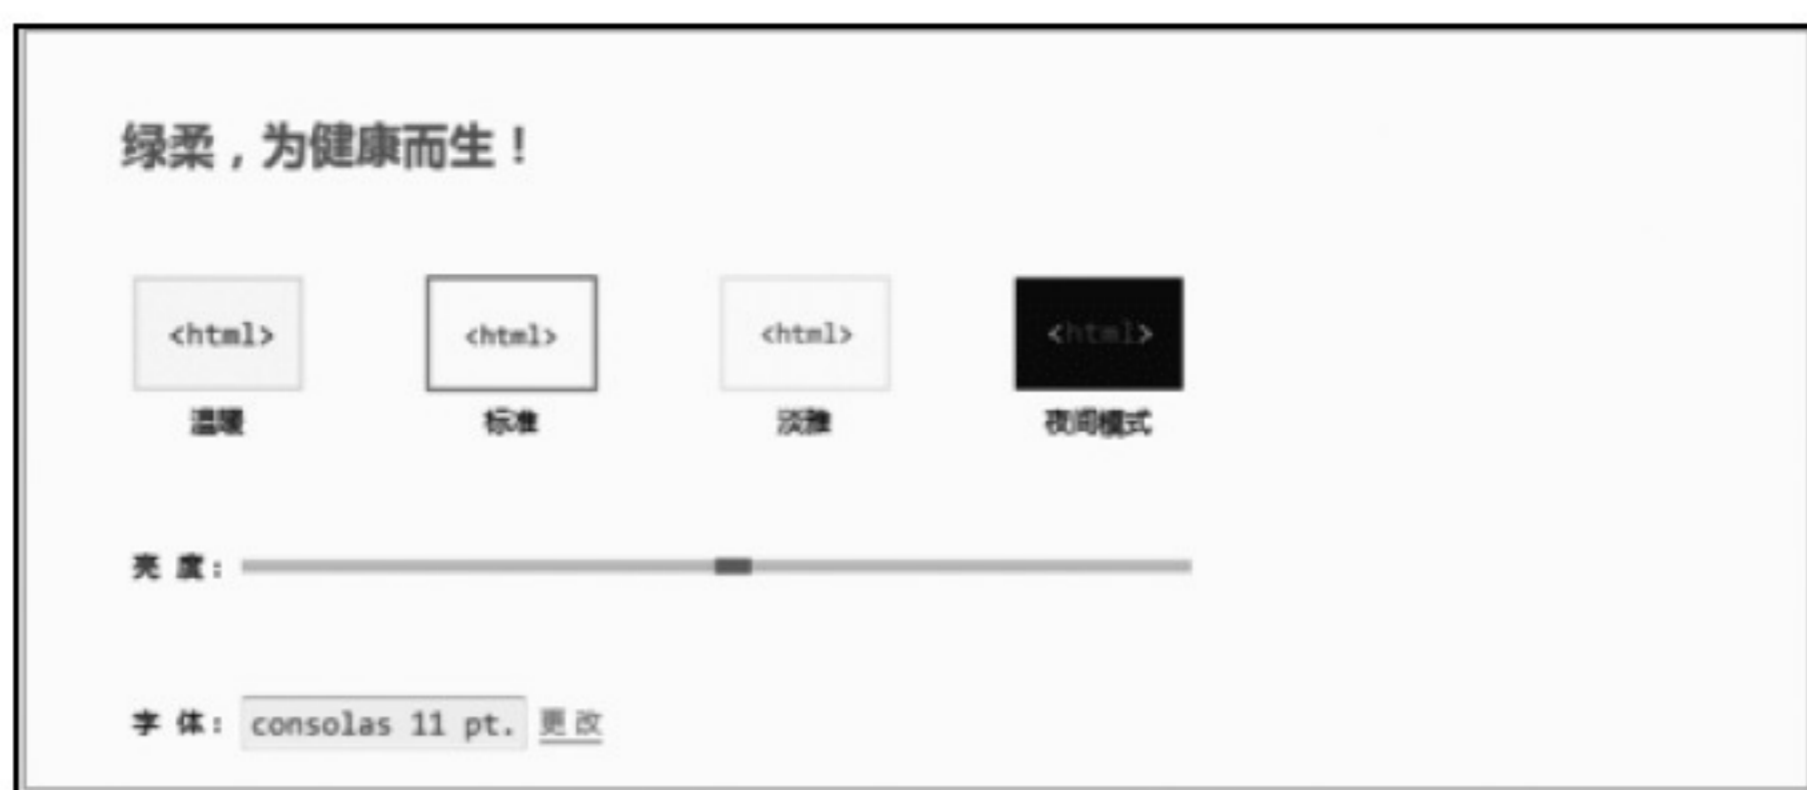 绿柔，为健康而生！
<html> <html> <html> <html>
温暖 标准 淡雅 夜间模式
亮 度：
字 体： consolas 11 pt. 更改